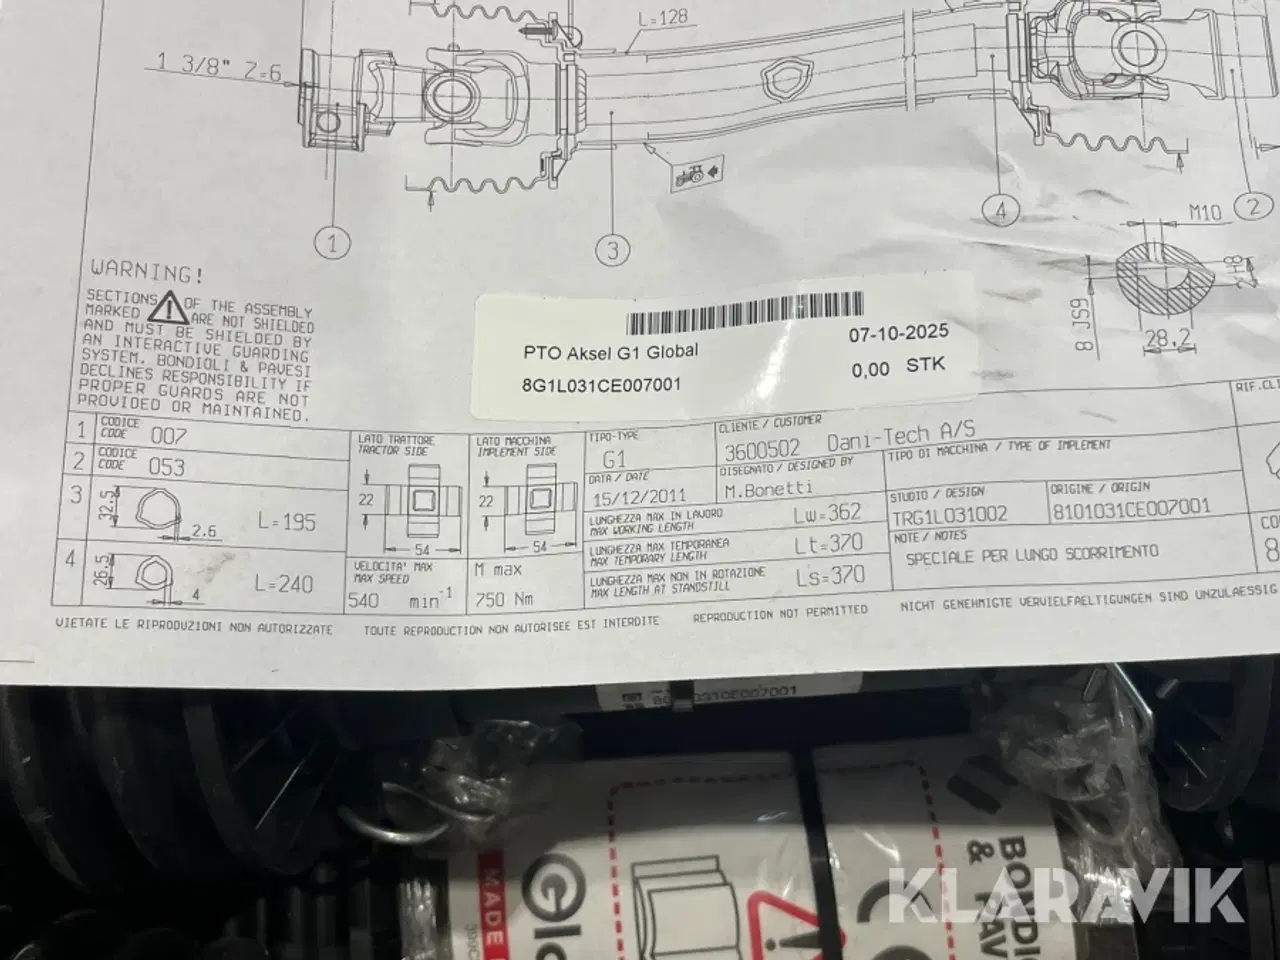 L=128
1 3/8" Z=6
1
3
4
2
M10
8 JS9
28,2
WARNING!
SECTIONS OF THE ASSEMBLY
MARKED ARE NOT SHIELDED
AND MUST BE SHIELDED BY
AN INTERACTIVE GUARDING
SYSTEM. BONDIOLI & PAVESI
DECLINES RESPONSIBILITY IF
PROPER GUARDS ARE NOT
PROVIDED OR MAINTAINED.
PTO Aksel G1 Global
07-10-2025
8G1L031CE007001
0,00 STK
1 CODICE CODE 007
2 CODICE CODE 053
3 32.5 2.6 L=195
4 26.5 4 L=240
LATO TRATTORE
TRACTOR SIDE
22
54
LATO MACCHINA
IMPLEMENT SIDE
22
54
VELOCITA' MAX
MAX SPEED
540 min-1
M max
750 Nm
TIPO-TYPE
G1
CLIENTE / CUSTOMER
3600502 Dani-Tech A/S
DATA / DATE
15/12/2011
DISEGNATO / DESIGNED BY
M.Bonetti
TIPO DI MACCHINA / TYPE OF IMPLEMENT
LUNGHEZZA MAX IN LAVORO
MAX WORKING LENGTH
Lw=362
LUNGHEZZA MAX TEMPORANEA
MAX TEMPORARY LENGTH
Lt=370
LUNGHEZZA MAX NON IN ROTAZIONE
MAX LENGTH AT STANDSTILL
Ls=370
STUDIO / DESIGN
TRG1L031002
ORIGINE / ORIGIN
8101031CE007001
NOTE / NOTES
SPECIALE PER LUNGO SCORRIMENTO
RIF.CLI
CO
8
VIETATE LE RIPRODUZIONI NON AUTORIZZATE
TOUTE REPRODUCTION NON AUTORISEE EST INTERDITE
REPRODUCTION NOT PERMITTED
NICHT GENEHMIGTE VERVIELFAELTIGUNGEN SIND UNZULAESSIG
031CE007001
MADE
Glo
BONDIO
& PAV
KLARAVIK